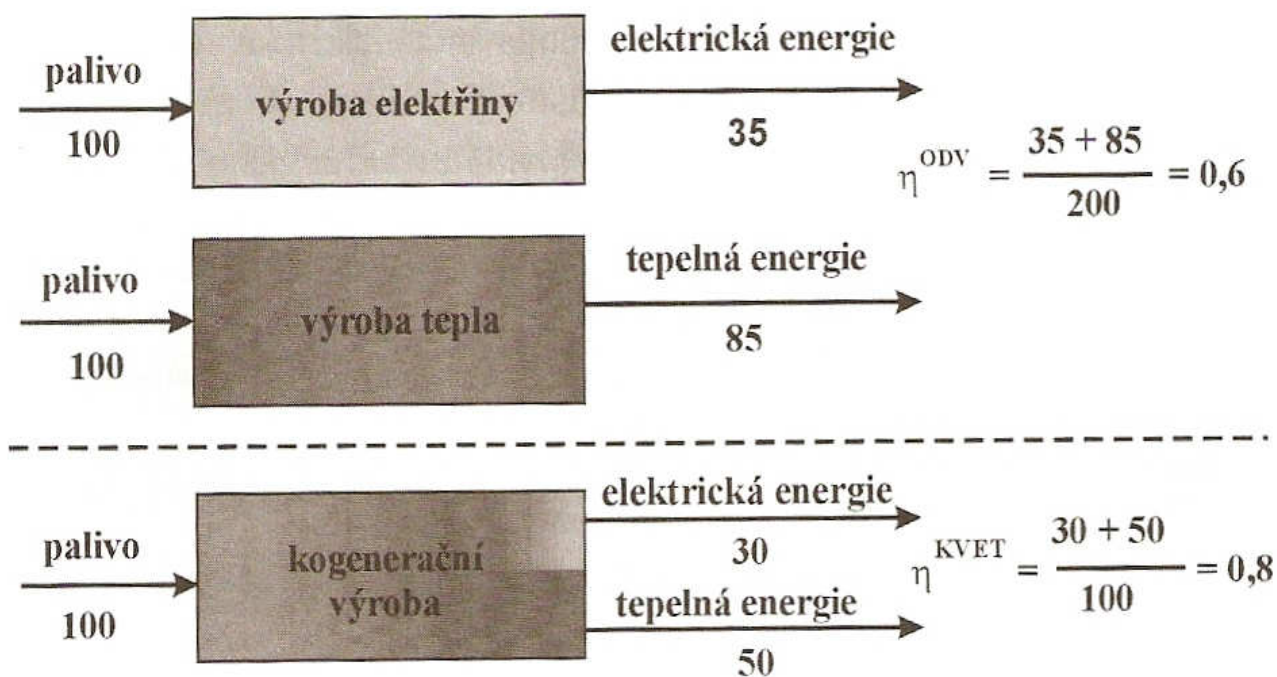 palivo
100
výroba elektřiny
elektrická energie
35
η^ODV = (35 + 85) / 200 = 0,6
palivo
100
výroba tepla
tepelná energie
85
palivo
100
kogenerační
výroba
elektrická energie
30
tepelná energie
50
η^KVET = (30 + 50) / 100 = 0,8